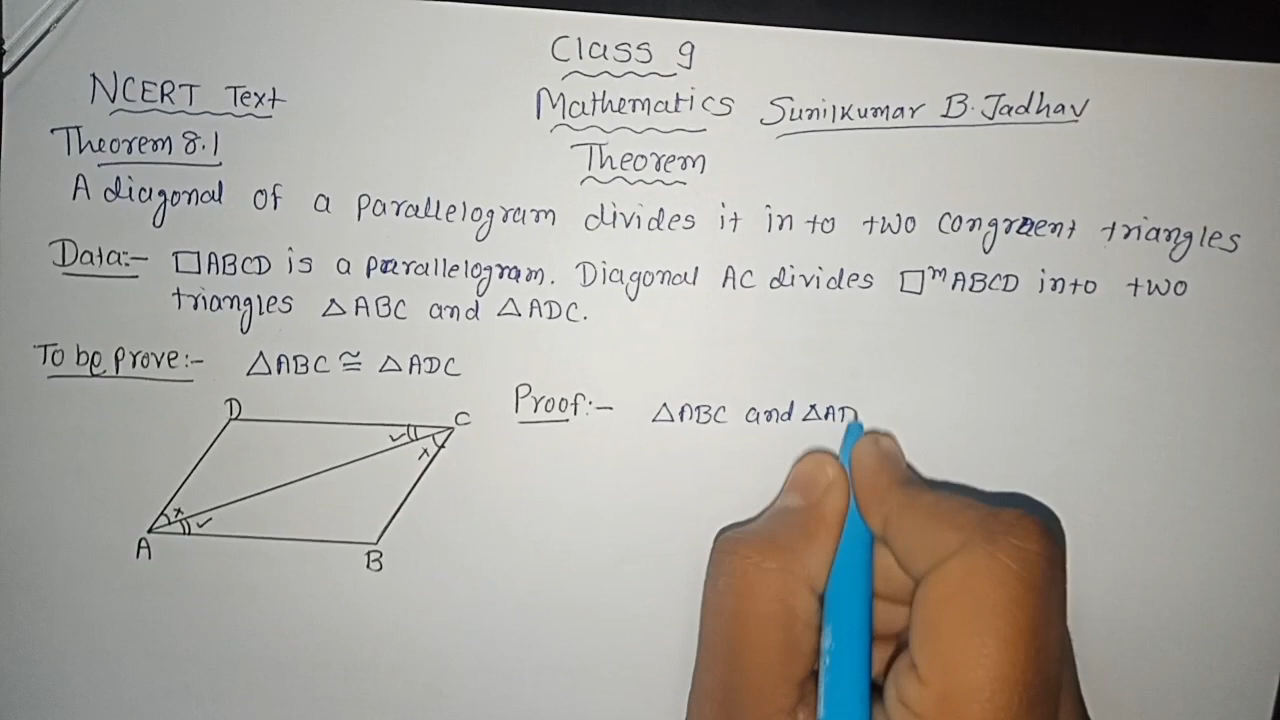 Class 9
NCERT Text
Mathematics Sunilkumar B. Jadhav
Theorem 8.1
Theorem
A diagonal of a parallelogram divides it in to two congruent triangles
Data:- □ABCD is a parallelogram. Diagonal AC divides □ᵐABCD into two
triangles △ABC and △ADC.
To be prove:- △ABC ≅ △ADC
Proof:- △ABC and △AD
D
C
✓
x
x
✓
A
B